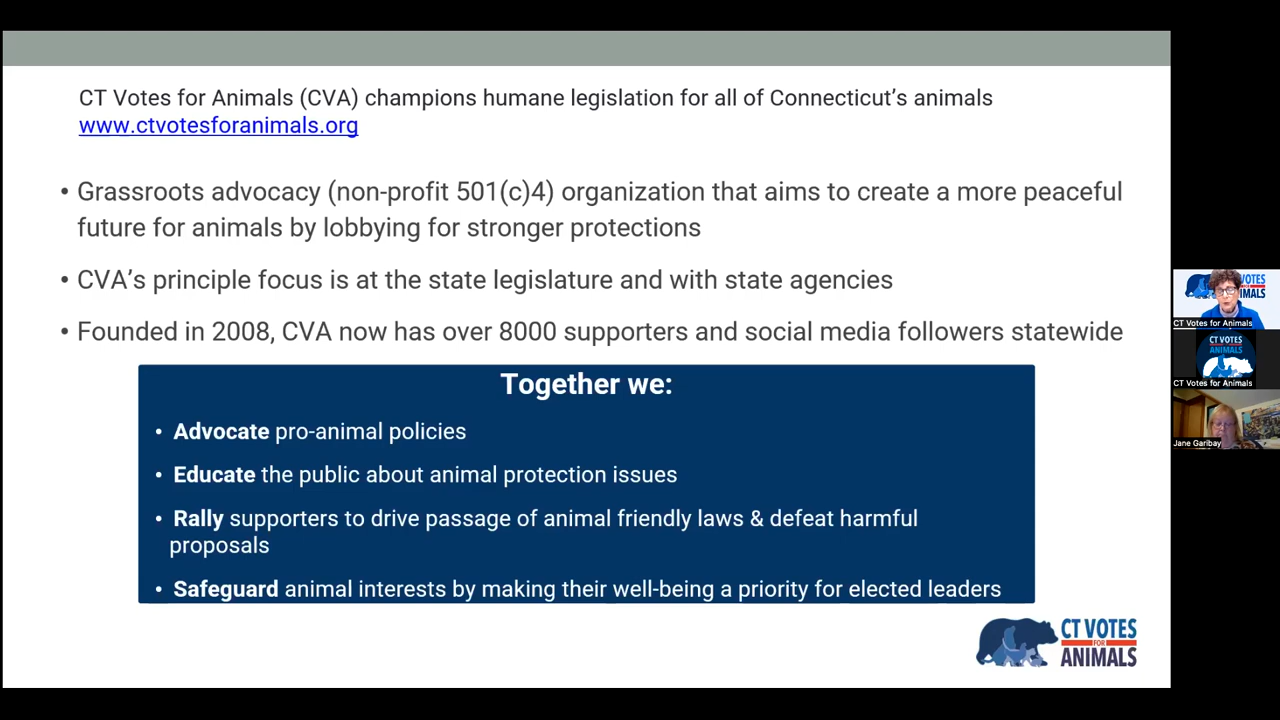 CT Votes for Animals (CVA) champions humane legislation for all of Connecticut’s animals
www.ctvotesforanimals.org
• Grassroots advocacy (non-profit 501(c)4) organization that aims to create a more peaceful
future for animals by lobbying for stronger protections
• CVA’s principle focus is at the state legislature and with state agencies
• Founded in 2008, CVA now has over 8000 supporters and social media followers statewide
Together we:
• Advocate pro-animal policies
• Educate the public about animal protection issues
• Rally supporters to drive passage of animal friendly laws & defeat harmful
proposals
• Safeguard animal interests by making their well-being a priority for elected leaders
CT VOTES
FOR
ANIMALS
VOTES
CT Votes for Animals
CT VOTES
ANIMALS
CT Votes for Animals
Jane Garibay